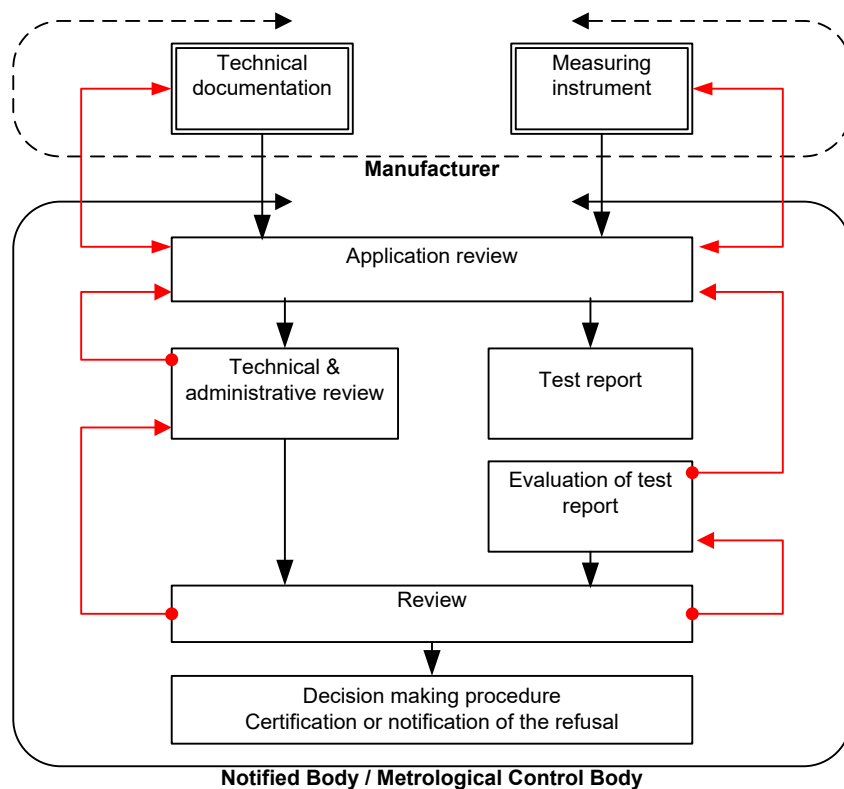 Technical
documentation
Measuring
instrument
Manufacturer
Application review
Technical &
administrative review
Test report
Evaluation of test
report
Review
Decision making procedure
Certification or notification of the refusal
Notified Body / Metrological Control Body